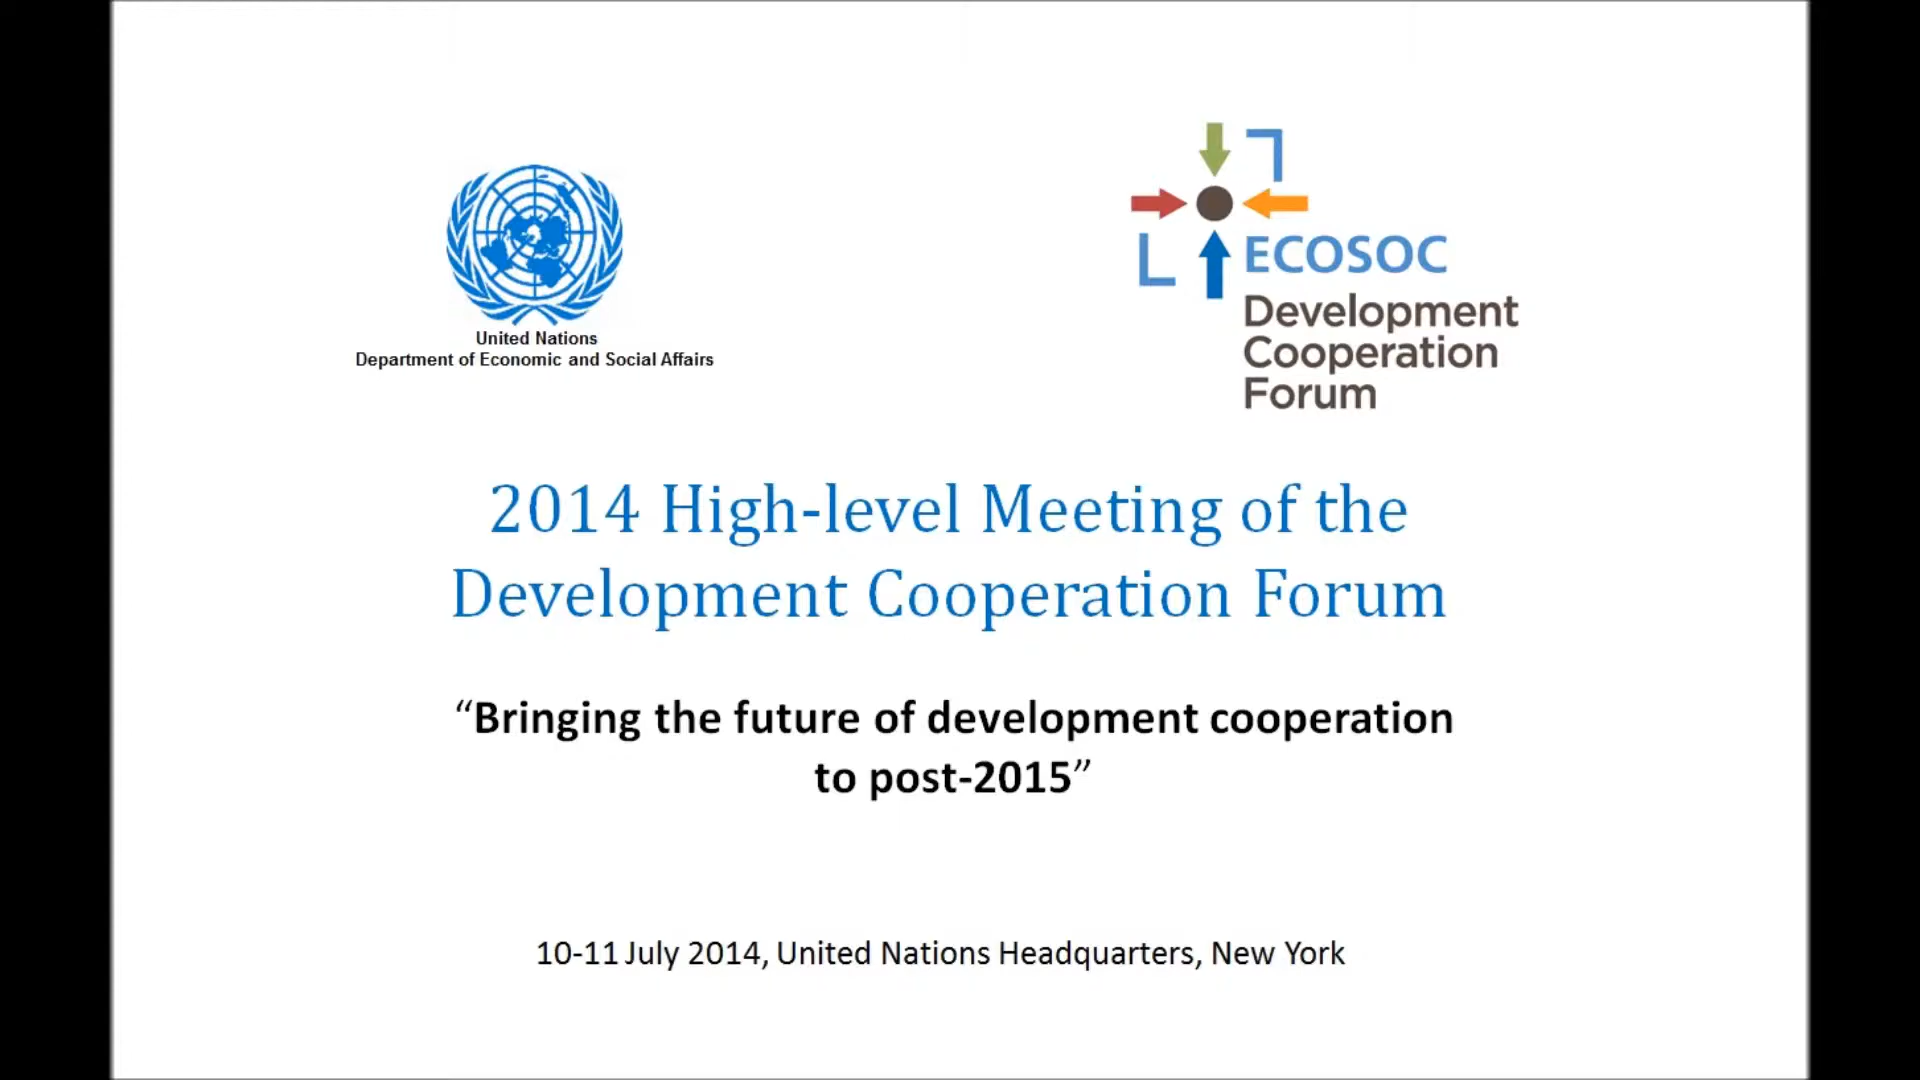 United Nations
Department of Economic and Social Affairs
ECOSOC
Development
Cooperation
Forum
2014 High-level Meeting of the
Development Cooperation Forum
“Bringing the future of development cooperation
to post-2015”
10-11 July 2014, United Nations Headquarters, New York